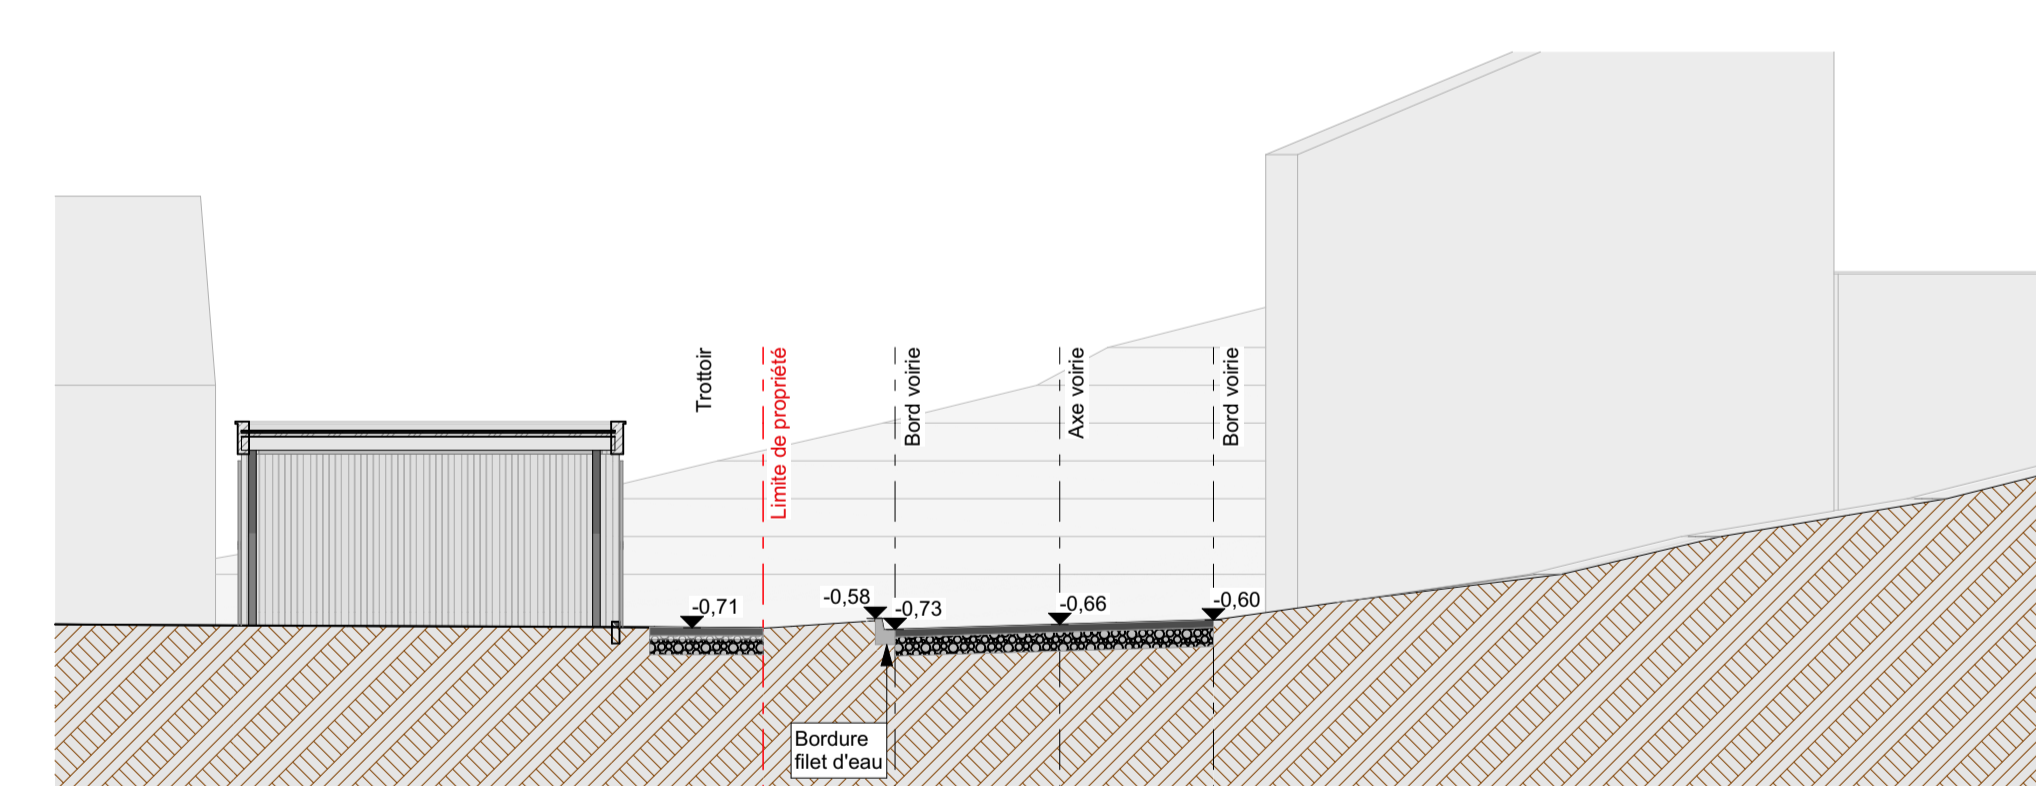 Trottoir
Limite de propriété
Bord voirie
Axe voirie
Bord voirie
-0,71
-0,58
-0,73
-0,66
-0,60
Bordure
filet d'eau